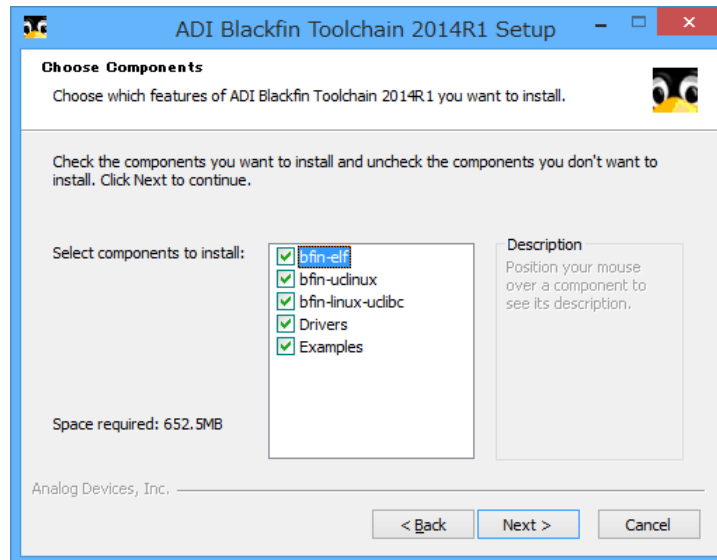 ADI Blackfin Toolchain 2014R1 Setup
Choose Components
Choose which features of ADI Blackfin Toolchain 2014R1 you want to install.
Check the components you want to install and uncheck the components you don't want to
install. Click Next to continue.
Select components to install:
bfin-elf
bfin-uclinux
bfin-linux-uclibc
Drivers
Examples
Description
Position your mouse
over a component to
see its description.
Space required: 652.5MB
Analog Devices, Inc.
< Back
Next >
Cancel